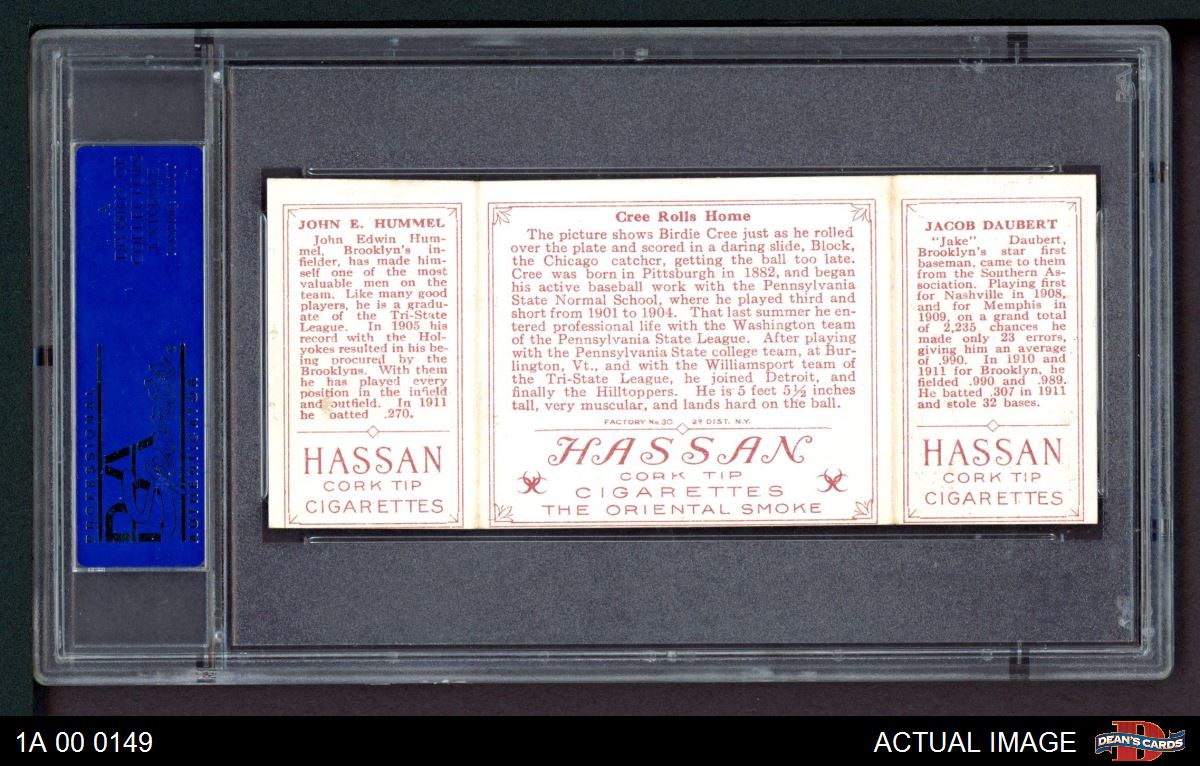 JOHN E. HUMMEL
John Edwin Hum-
mel, Brooklyn's in-
fielder, has made him-
self one of the most
valuable men on the
team. Like many good
players, he is a gradu-
ate of the Tri-State
League. In 1905 his
record with the Hol-
yokes resulted in his be-
ing procured by the
Brooklyns. With them
he has played every
position in the infield
and outfield. In 1911
he batted .270.
HASSAN
CORK TIP
CIGARETTES
Cree Rolls Home
The picture shows Birdie Cree just as he rolled
over the plate and scored in a daring slide, Block,
the Chicago catcher, getting the ball too late.
Cree was born in Pittsburgh in 1882, and began
his active baseball work with the Pennsylvania
State Normal School, where he played third and
short from 1901 to 1904. That last summer he en-
tered professional life with the Washington team
of the Pennsylvania State League. After playing
with the Pennsylvania State college team, at Bur-
lington, Vt., and with the Williamsport team of
the Tri-State League, he joined Detroit, and
finally the Hilltoppers. He is 5 feet 5½ inches
tall, very muscular, and lands hard on the ball.
FACTORY No. 30 29 DIST. N.Y.
HASSAN
CORK TIP
CIGARETTES
THE ORIENTAL SMOKE
JACOB DAUBERT
"Jake" Daubert,
Brooklyn's star first
baseman, came to them
from the Southern As-
sociation. Playing first
for Nashville in 1908,
and for Memphis in
1909, on a grand total
of 2,235 chances he
made only 23 errors,
giving him an average
of .990. In 1910 and
1911 for Brooklyn, he
fielded .990 and .989.
He batted .307 in 1911
and stole 32 bases.
HASSAN
CORK TIP
CIGARETTES
A
DIVISION OF
COLLECTORS
UNIVERSE
NASDAQ: CLCT
PROFESSIONAL
PSA
AUTHENTICATOR
1A 00 0149
ACTUAL IMAGE
D
DEAN'S CARDS